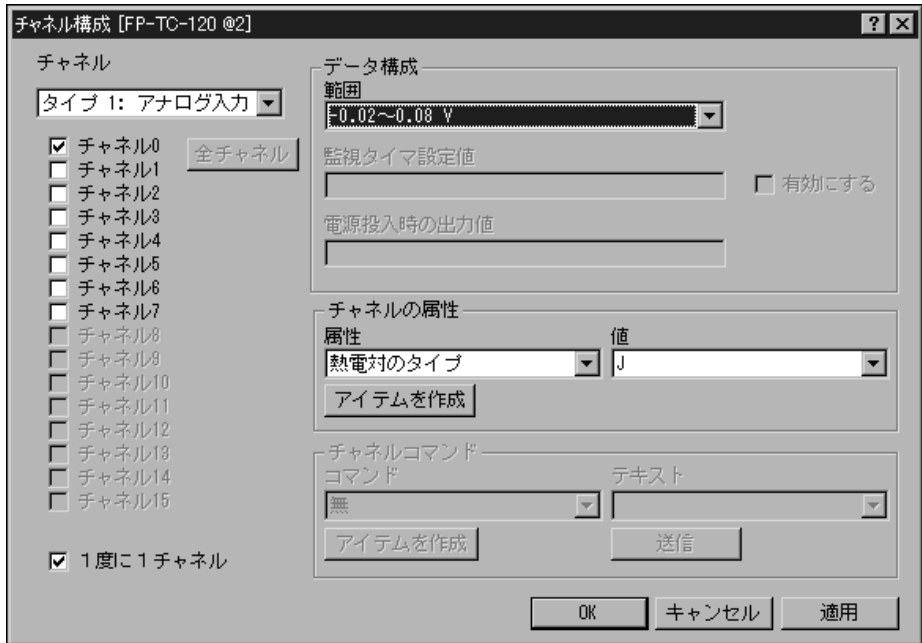 チャネル構成 [FP-TC-120 @2]
チャネル
タイプ 1: アナログ入力
チャネル0
全チャネル
チャネル1
チャネル2
チャネル3
チャネル4
チャネル5
チャネル6
チャネル7
チャネル8
チャネル9
チャネル10
チャネル11
チャネル12
チャネル13
チャネル14
チャネル15
1度に1チャネル
データ構成
範囲
-0.02～0.08 V
監視タイマ設定値
有効にする
電源投入時の出力値
チャネルの属性
属性
値
熱電対のタイプ
J
アイテムを作成
チャネルコマンド
コマンド
テキスト
無
アイテムを作成
送信
OK
キャンセル
適用